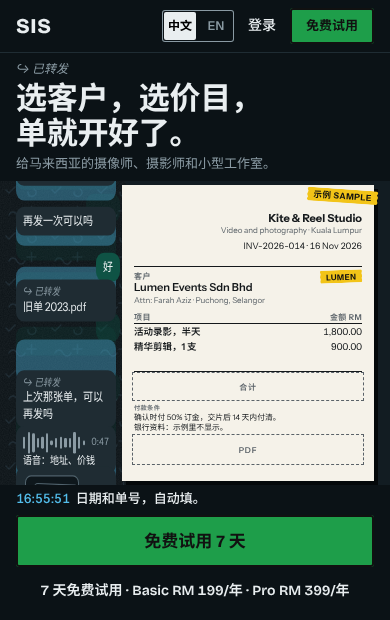 SIS
中文
EN
登录
免费试用
↪ 已转发
选客户，选价目，
单就开好了。
给马来西亚的摄像师、摄影师和小型工作室。
再发一次可以吗
好
↪ 已转发
旧单 2023.pdf
↪ 已转发
上次那张单，可以
再发吗
0:47
语音：地址、价钱
示例 SAMPLE
Kite & Reel Studio
Video and photography · Kuala Lumpur
INV-2026-014 · 16 Nov 2026
客户
LUMEN
Lumen Events Sdn Bhd
Attn: Farah Aziz · Puchong, Selangor
项目
金额 RM
活动录影，半天
1,800.00
精华剪辑，1 支
900.00
合计
付款条件
确认时付 50% 订金，交片后 14 天内付清。
银行资料：示例里不显示。
PDF
16:55:51 日期和单号，自动填。
免费试用 7 天
7 天免费试用 · Basic RM 199/年 · Pro RM 399/年